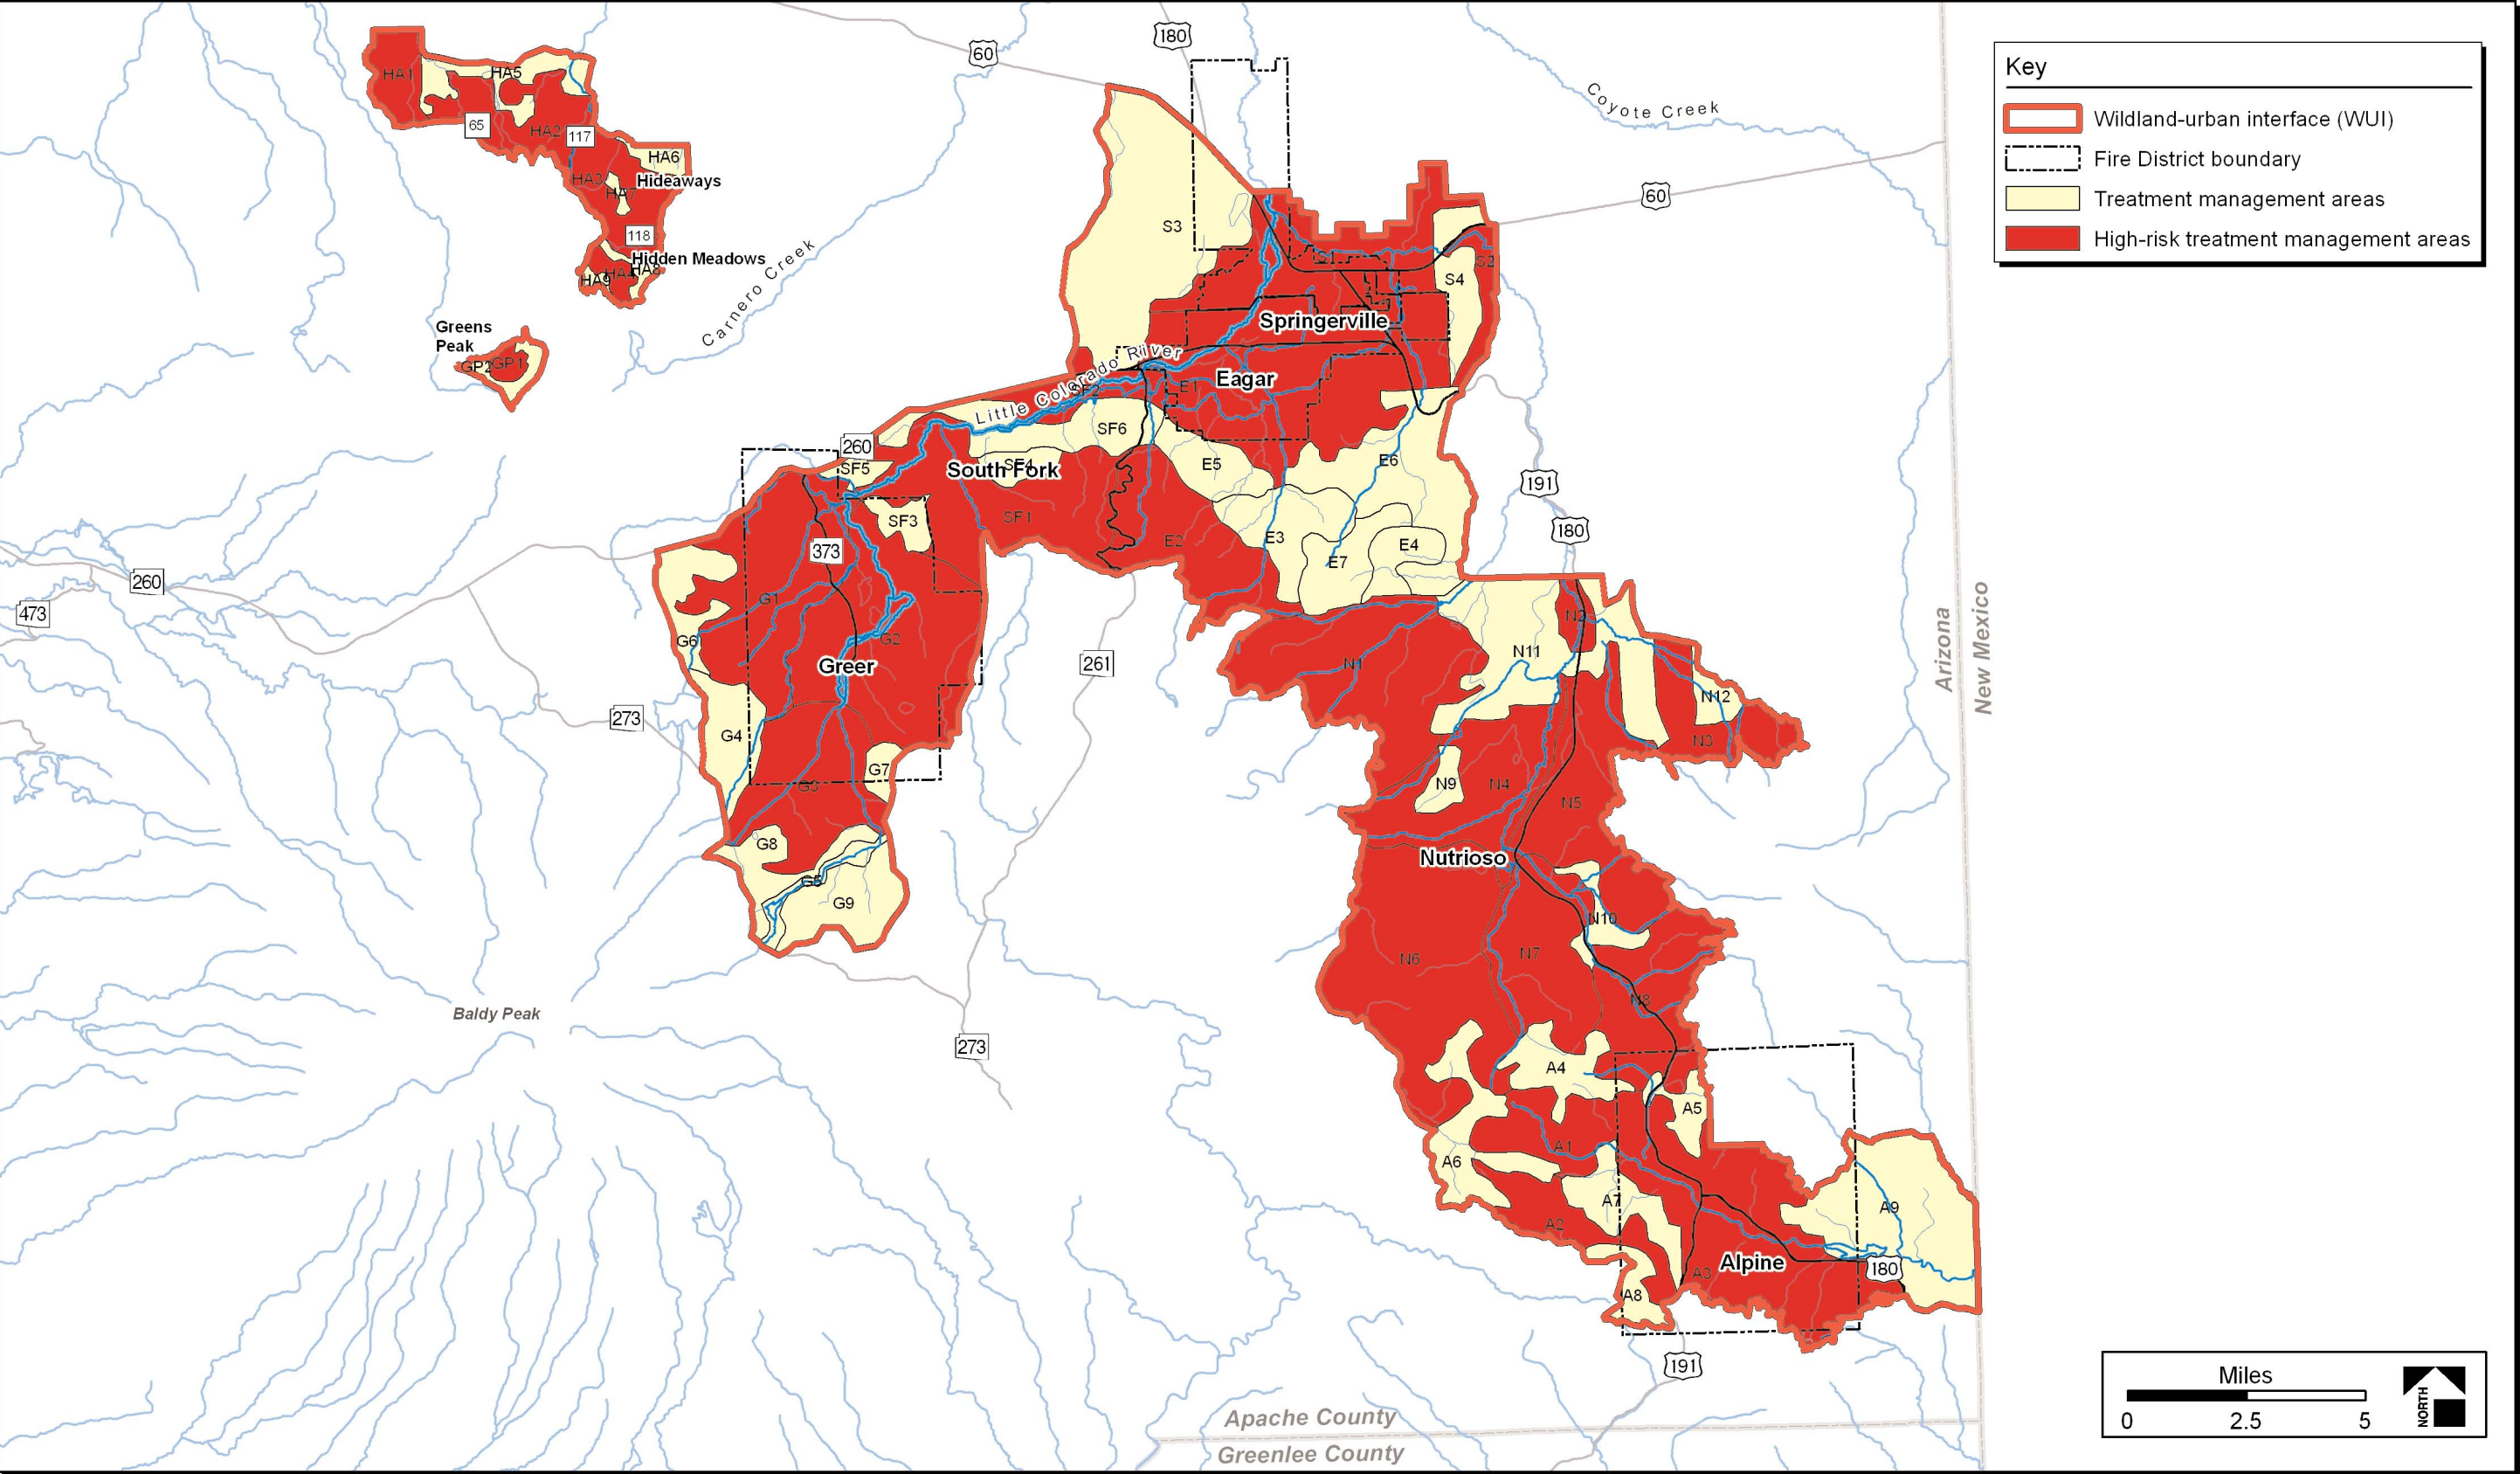 60
180
Key
Wildland-urban interface (WUI)
Fire District boundary
Treatment management areas
High-risk treatment management areas
HA1
HA5
65
HA2
117
HA6
HA3
Hideaways
HA7
118
Hidden Meadows
HA8
HA9
Greens
Peak
GP2
GP1
Carnero Creek
Coyote Creek
60
S3
S1
S2
S4
Springerville
Little Colorado River
Eagar
E1
SF2
SF6
260
SF5
South Fork
SF4
E5
E6
191
SF3
SF1
373
E2
E3
E7
E4
180
260
473
G1
G2
G6
Greer
261
273
G4
G7
G3
G8
G5
G9
N2
N11
N1
N12
N3
N9
N4
N5
Nutrioso
N10
N6
N7
N8
Arizona
New Mexico
Baldy Peak
273
A4
A5
A1
A6
A7
A2
A9
Alpine
A3
180
A8
191
Apache County
Greenlee County
Miles
0 2.5 5
NORTH